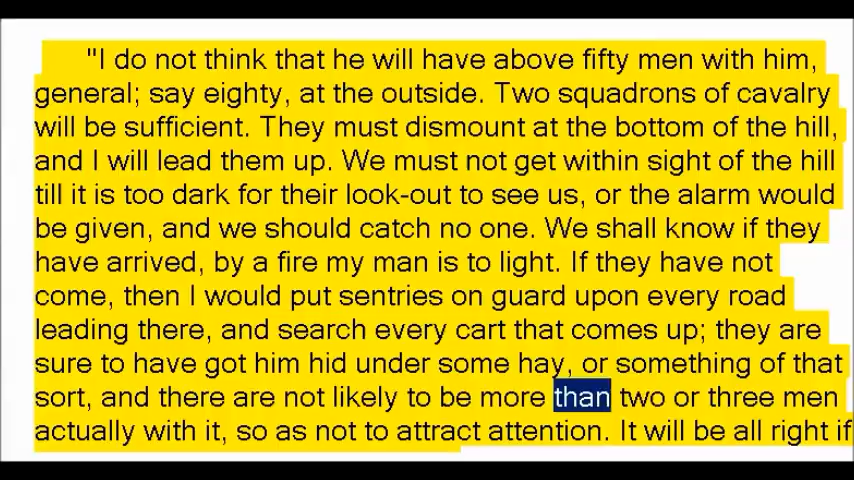 "I do not think that he will have above fifty men with him,
general; say eighty, at the outside. Two squadrons of cavalry
will be sufficient. They must dismount at the bottom of the hill,
and I will lead them up. We must not get within sight of the hill
till it is too dark for their look-out to see us, or the alarm would
be given, and we should catch no one. We shall know if they
have arrived, by a fire my man is to light. If they have not
come, then I would put sentries on guard upon every road
leading there, and search every cart that comes up; they are
sure to have got him hid under some hay, or something of that
sort, and there are not likely to be more than two or three men
actually with it, so as not to attract attention. It will be all right if